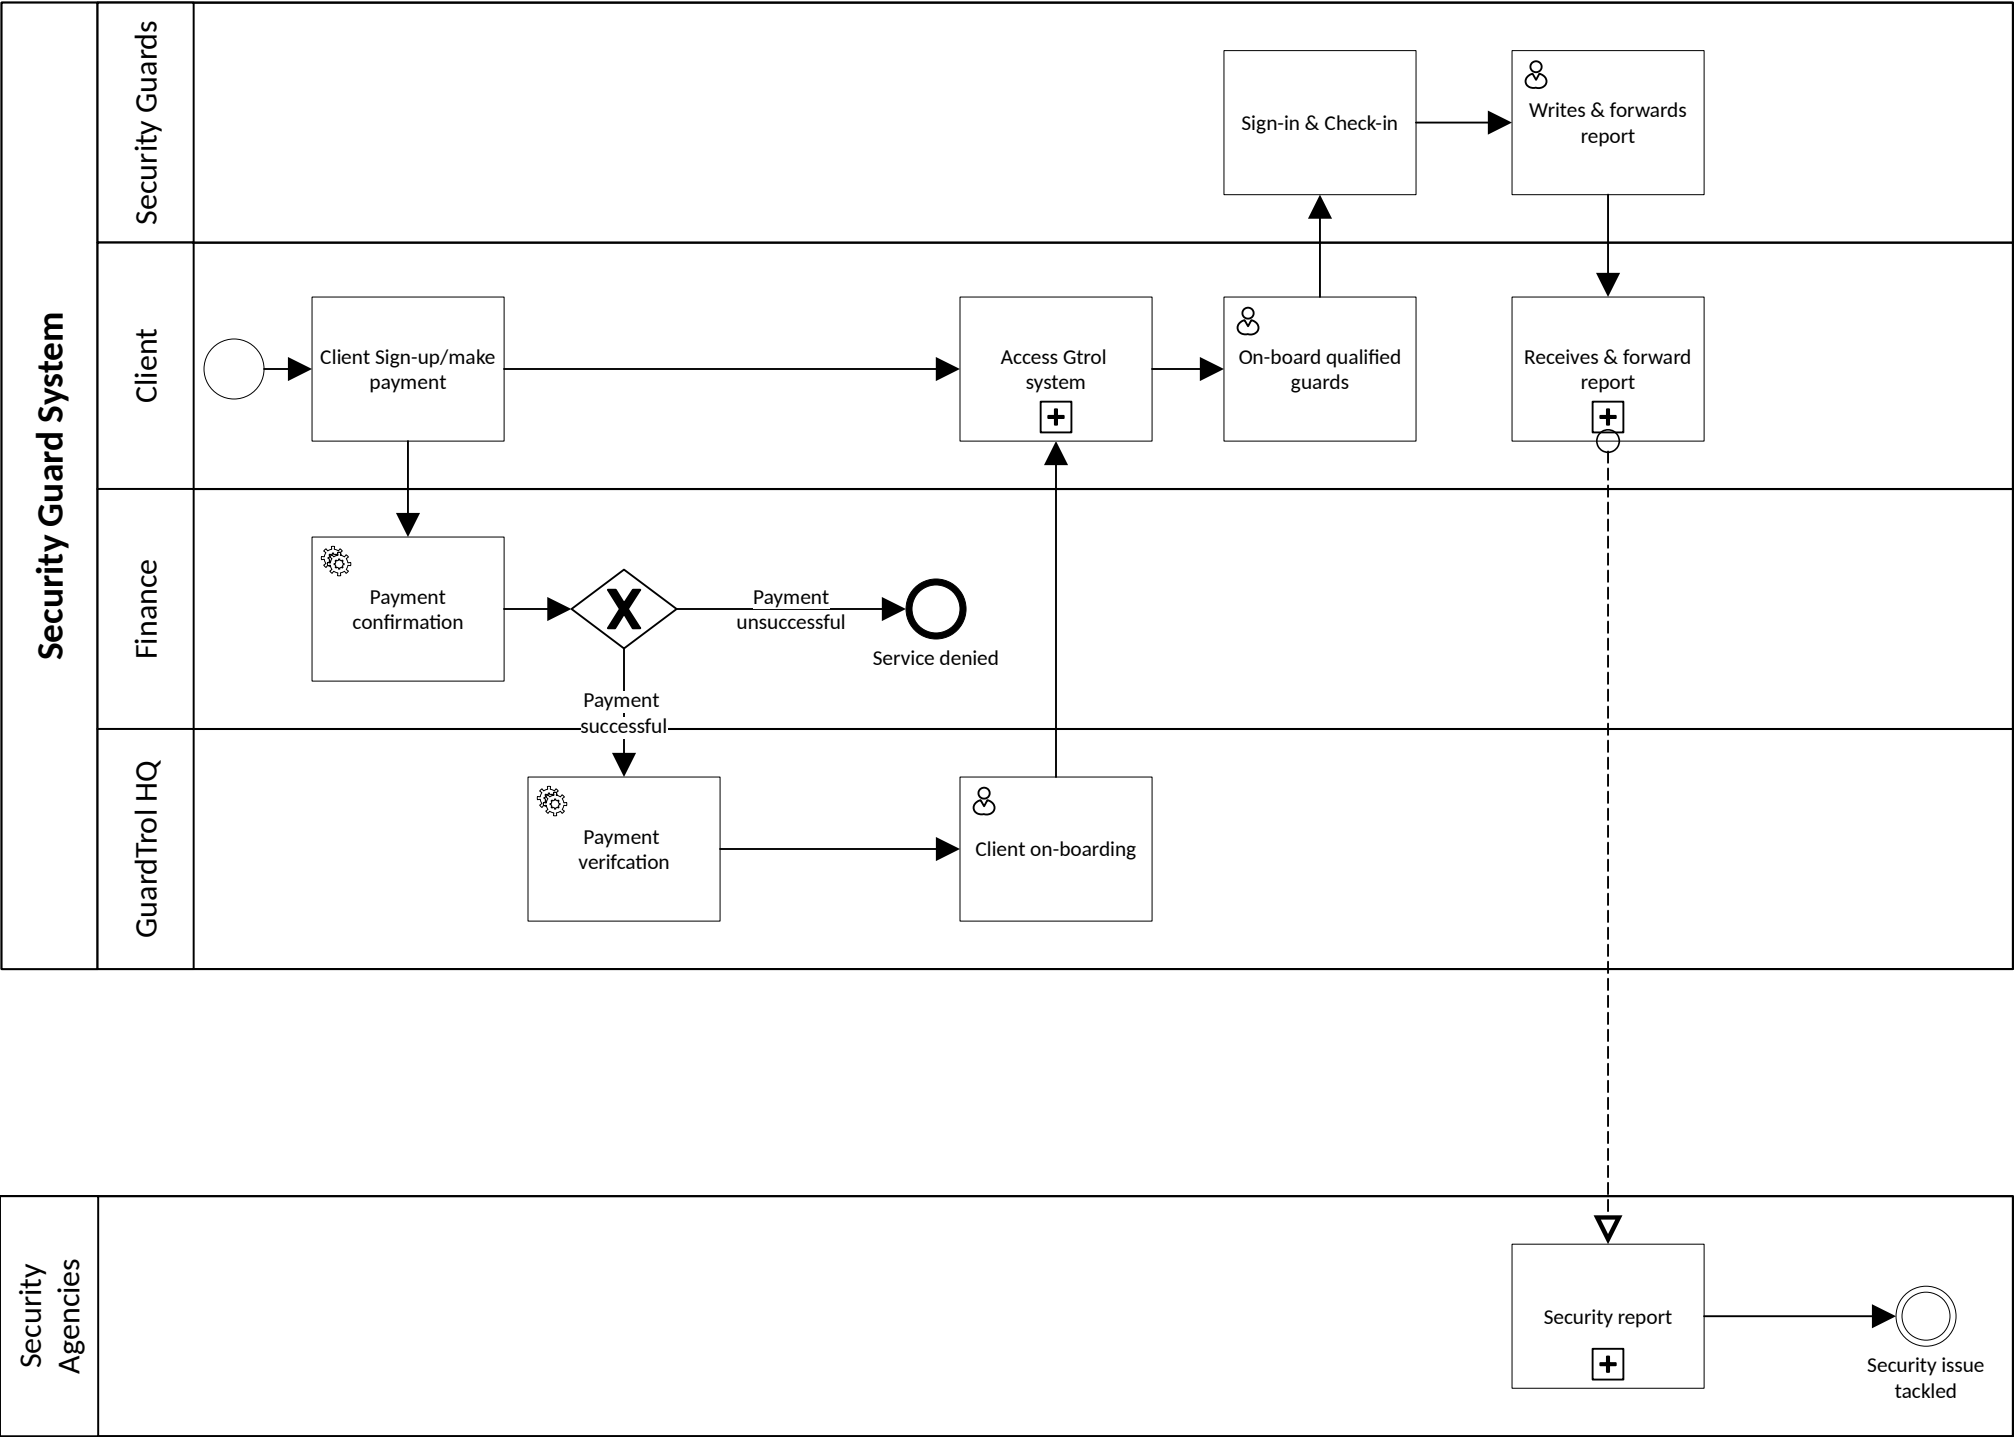 Security Guard System
Security Guards
Sign-in & Check-in
Writes & forwards
report
Client
Client Sign-up/make
payment
Access Gtrol
system
On-board qualified
guards
Receives & forward
report
Finance
Payment
confirmation
X
Payment
unsuccessful
Service denied
Payment
successful
GuardTrol HQ
Payment
verifcation
Client on-boarding
Security
Agencies
Security report
Security issue
tackled